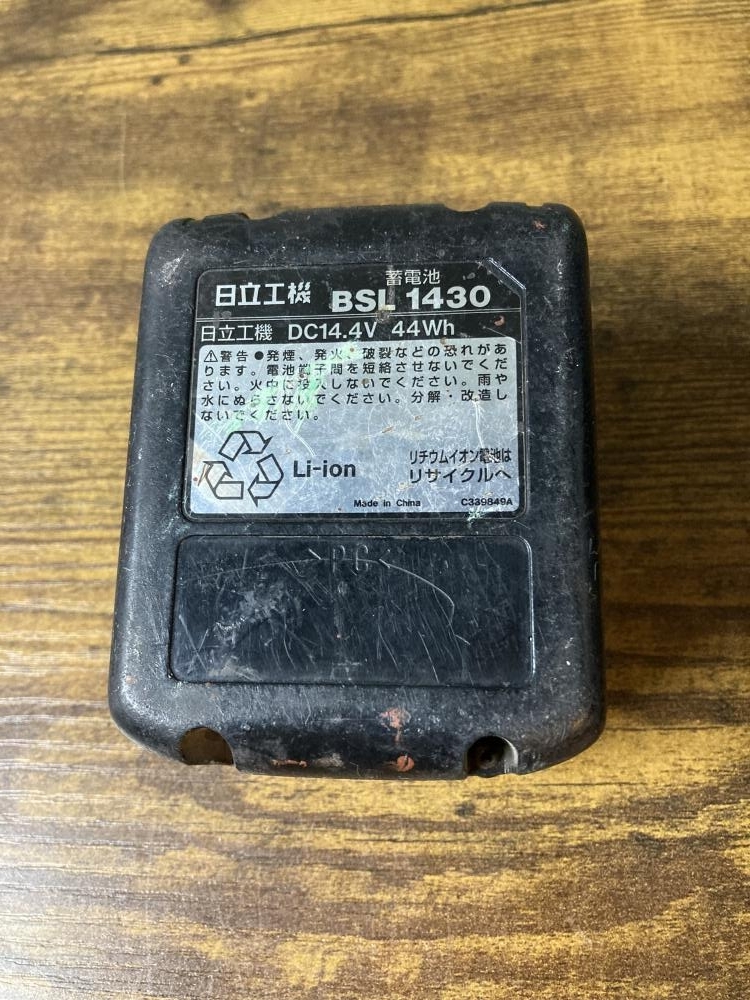 蓄電池
日立工機 BSL 1430
日立工機 DC14.4V 44Wh
⚠警告 ●発煙、発火、破裂などの恐れがあ
ります。電池端子間を短絡させないでくだ
さい。火中に投入しないでください。雨や
水にぬらさないでください。分解・改造し
ないでください。
Li-ion
リチウムイオン電池は
リサイクルへ
Made in China C339849A
>PC<